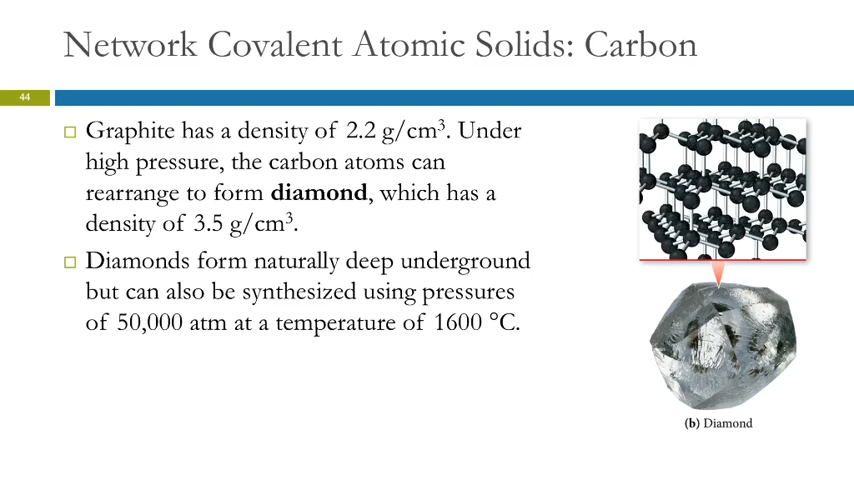 Network Covalent Atomic Solids: Carbon
44
Graphite has a density of 2.2 g/cm³. Under
high pressure, the carbon atoms can
rearrange to form diamond, which has a
density of 3.5 g/cm³.
Diamonds form naturally deep underground
but can also be synthesized using pressures
of 50,000 atm at a temperature of 1600 °C.
(b) Diamond